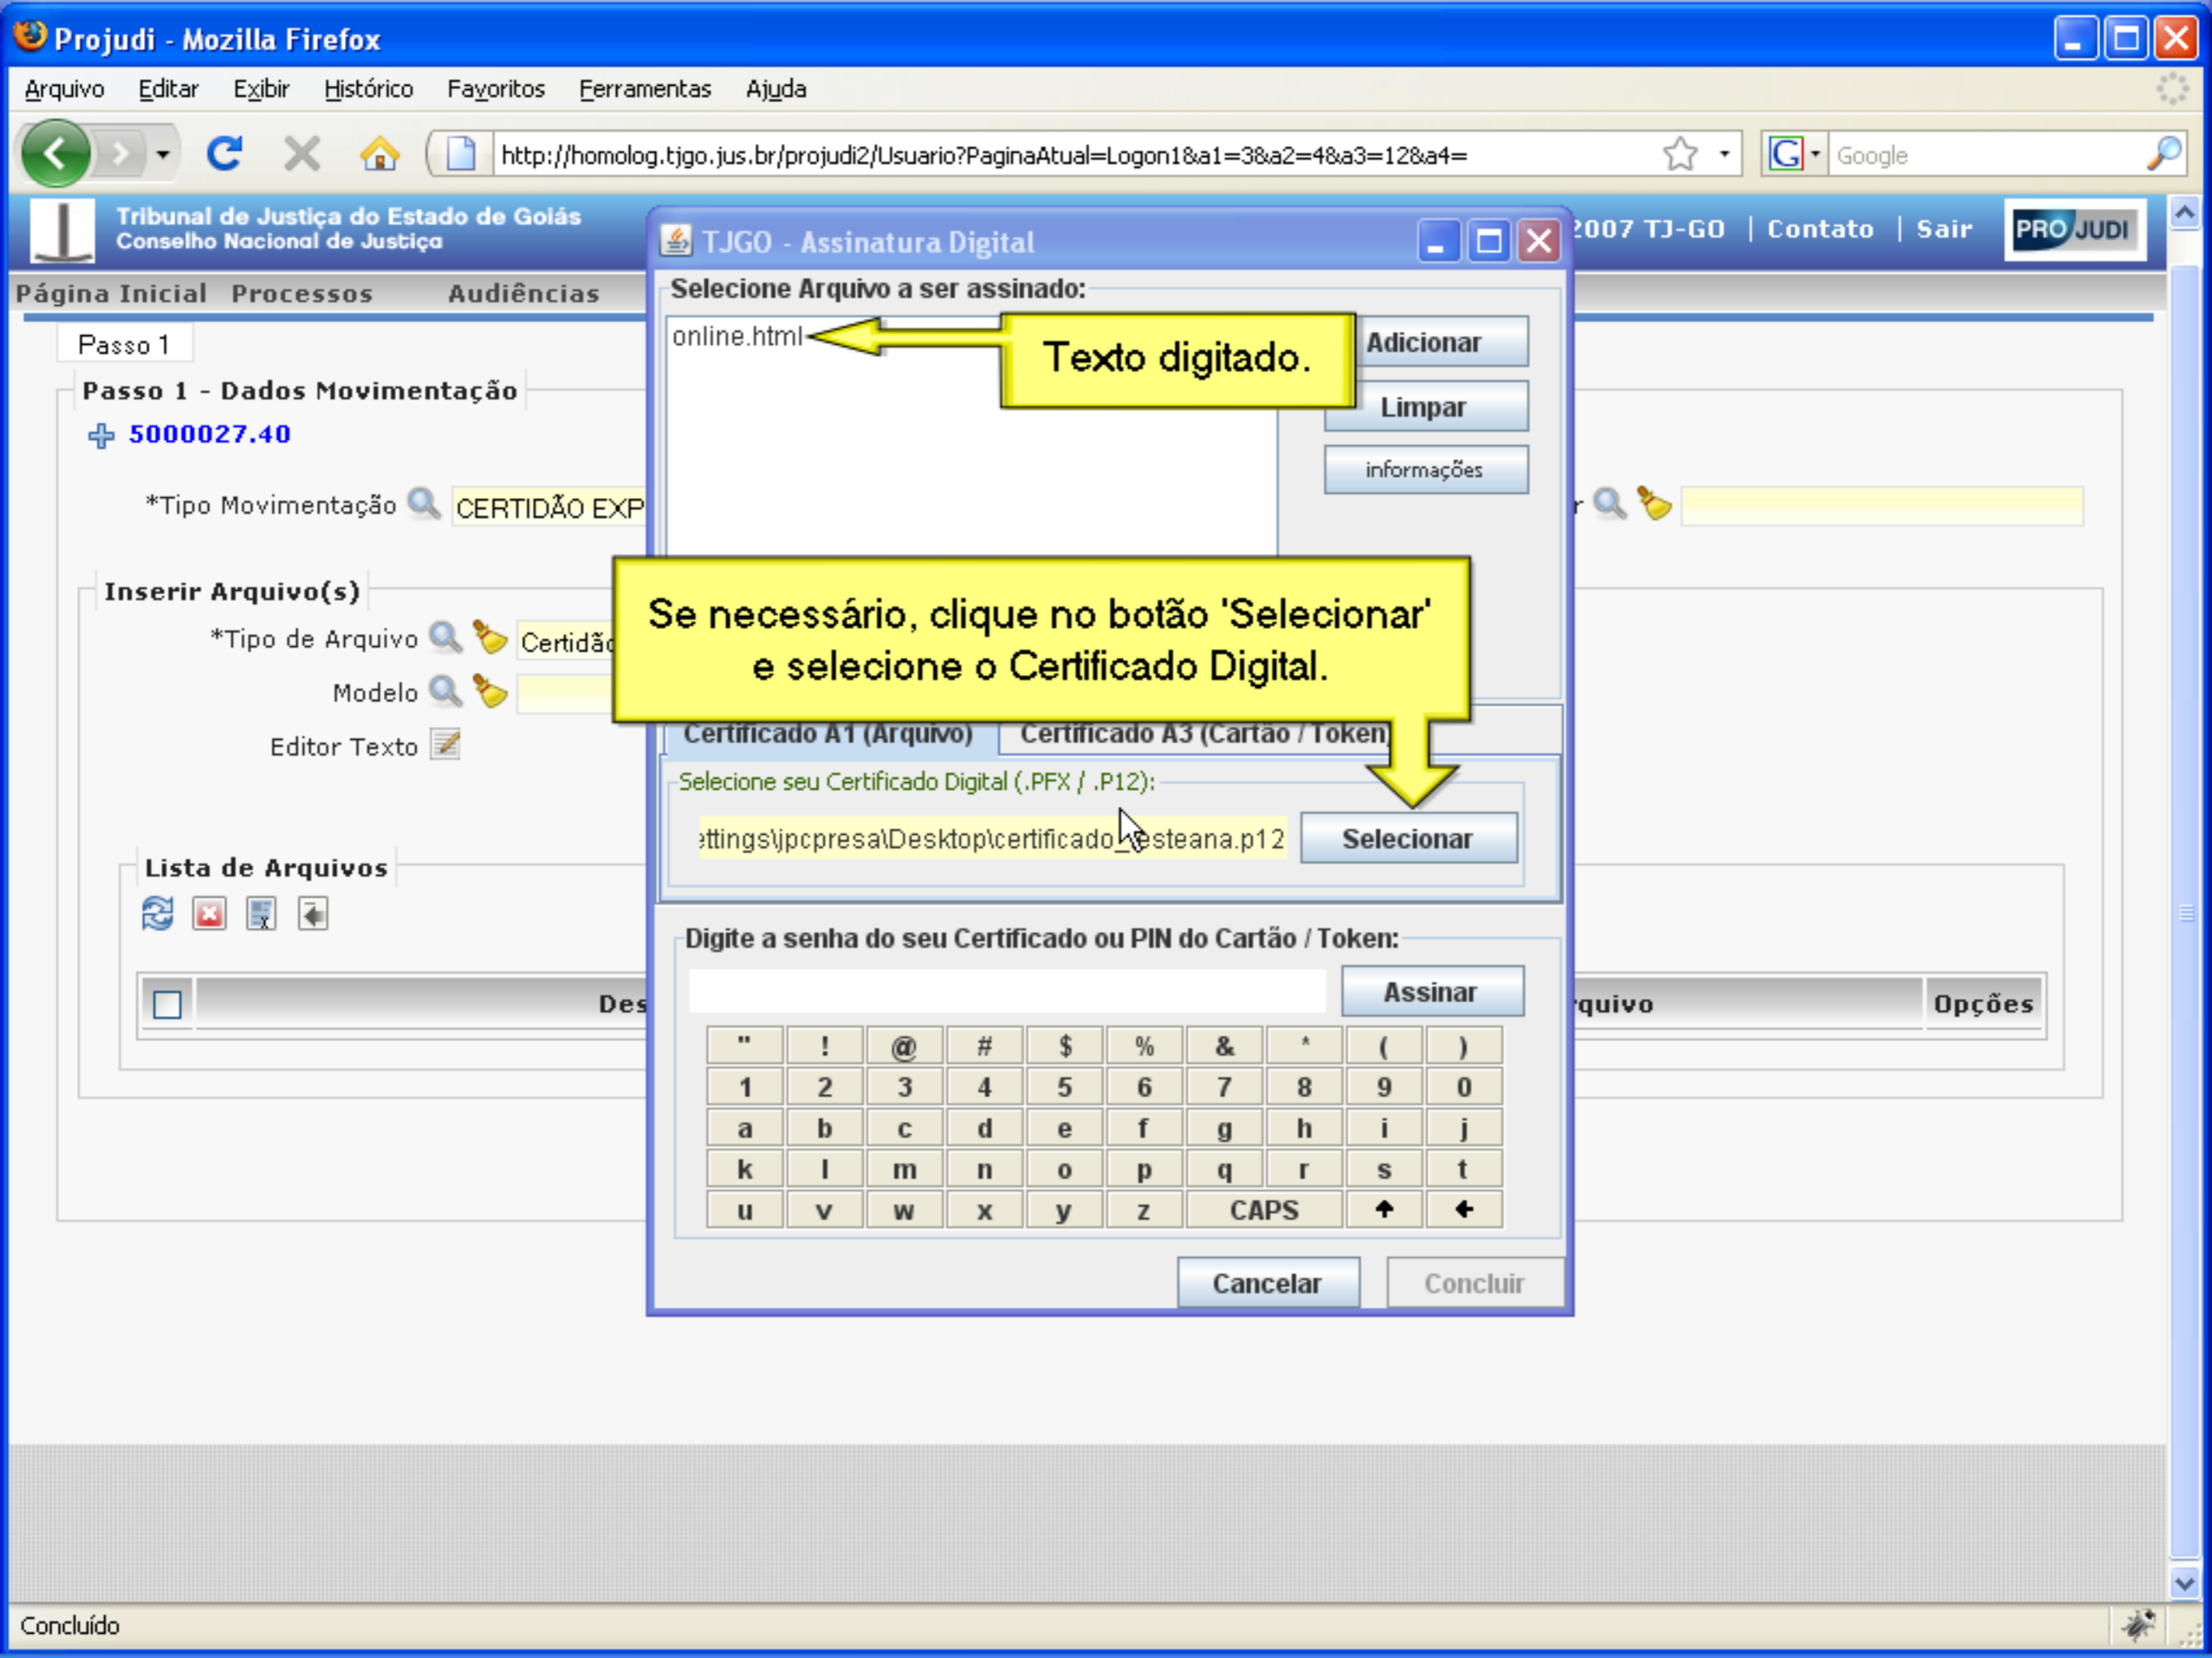 Projudi - Mozilla Firefox
Arquivo Editar Exibir Histórico Favoritos Ferramentas Ajuda
http://homolog.tjgo.jus.br/projudi2/Usuario?PaginaAtual=Logon1&a1=3&a2=4&a3=12&a4=
G Google
Tribunal de Justiça do Estado de Goiás
Conselho Nacional de Justiça
2007 TJ-GO | Contato | Sair
PROJUDI
Página Inicial Processos Audiências
Passo 1
Passo 1 - Dados Movimentação
5000027.40
*Tipo Movimentação CERTIDÃO EXP
r
Inserir Arquivo(s)
*Tipo de Arquivo Certidão
Modelo
Editor Texto
Lista de Arquivos
Des
rquivo
Opções
TJGO - Assinatura Digital
Selecione Arquivo a ser assinado:
online.html
Texto digitado.
Adicionar
Limpar
informações
Se necessário, clique no botão 'Selecionar'
e selecione o Certificado Digital.
Certificado A1 (Arquivo) Certificado A3 (Cartão / Token)
Selecione seu Certificado Digital (.PFX / .P12):
ettings\jpcpresa\Desktop\certificado_testeana.p12 Selecionar
Digite a senha do seu Certificado ou PIN do Cartão / Token:
Assinar
" ! @ # $ % & * ( )
1 2 3 4 5 6 7 8 9 0
a b c d e f g h i j
k l m n o p q r s t
u v w x y z CAPS
Cancelar Concluir
Concluído